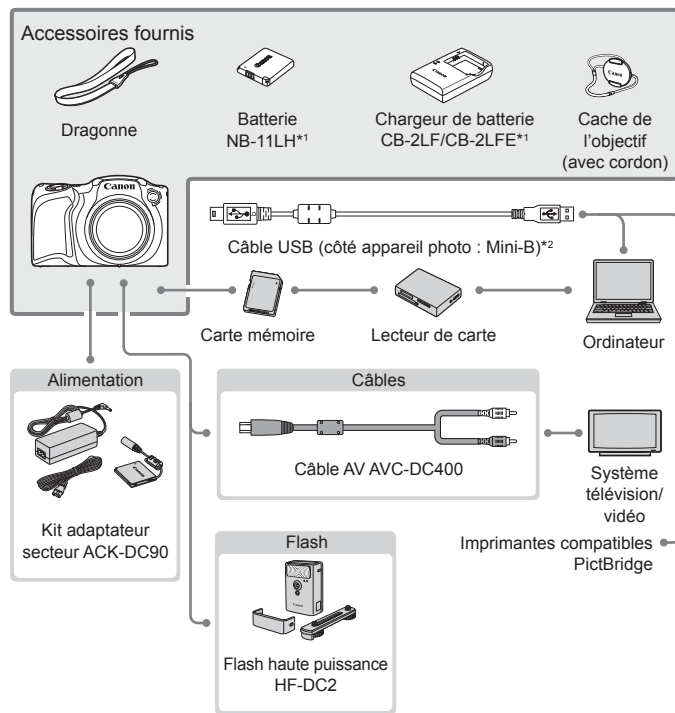 Accessoires fournis
Dragonne
Batterie
NB-11LH*1
Chargeur de batterie
CB-2LF/CB-2LFE*1
Cache de
l’objectif
(avec cordon)
Canon
Câble USB (côté appareil photo : Mini-B)*2
Carte mémoire
Lecteur de carte
Ordinateur
Alimentation
Kit adaptateur
secteur ACK-DC90
Câbles
Câble AV AVC-DC400
Système
télévision/
vidéo
Flash
Flash haute puissance
HF-DC2
Imprimantes compatibles
PictBridge